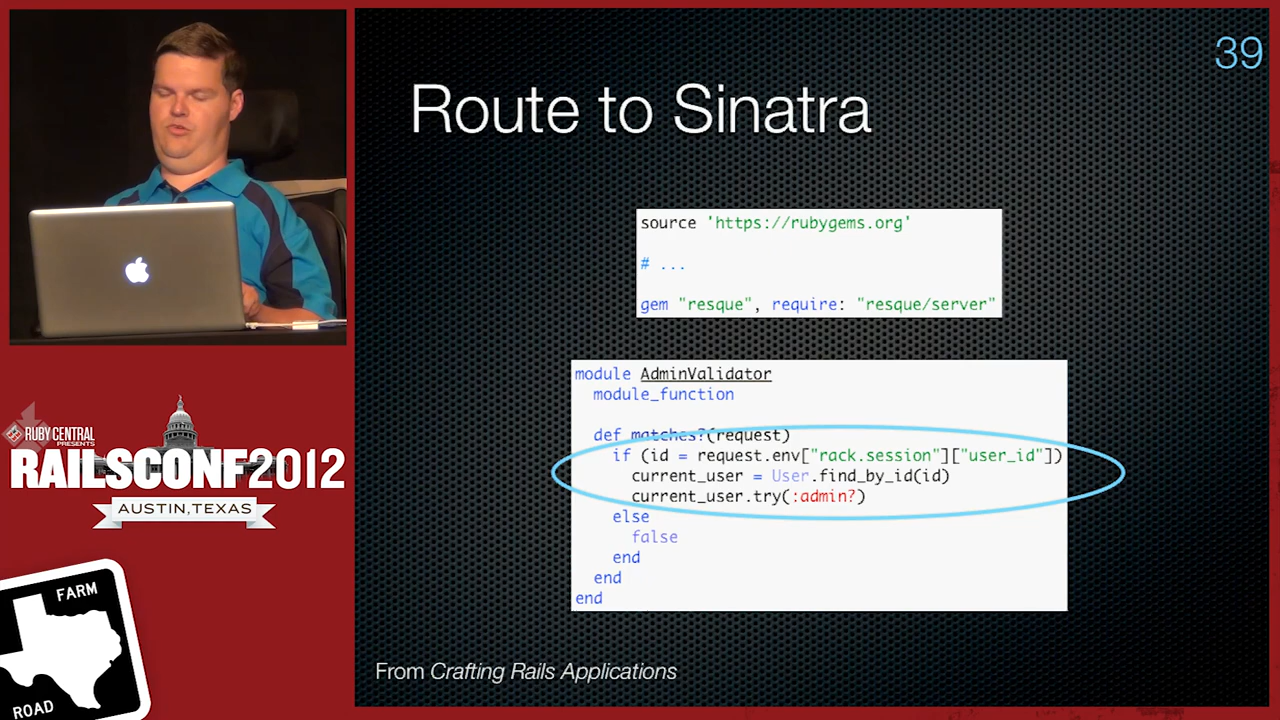 39
Route to Sinatra
source 'https://rubygems.org'
# ...
gem "resque", require: "resque/server"
module AdminValidator
module_function
def matches?(request)
if (id = request.env["rack.session"]["user_id"])
current_user = User.find_by_id(id)
current_user.try(:admin?)
else
false
end
end
end
From Crafting Rails Applications
RUBY CENTRAL
PRESENTS
RAILSCONF2012
AUSTIN,TEXAS
FARM
ROAD